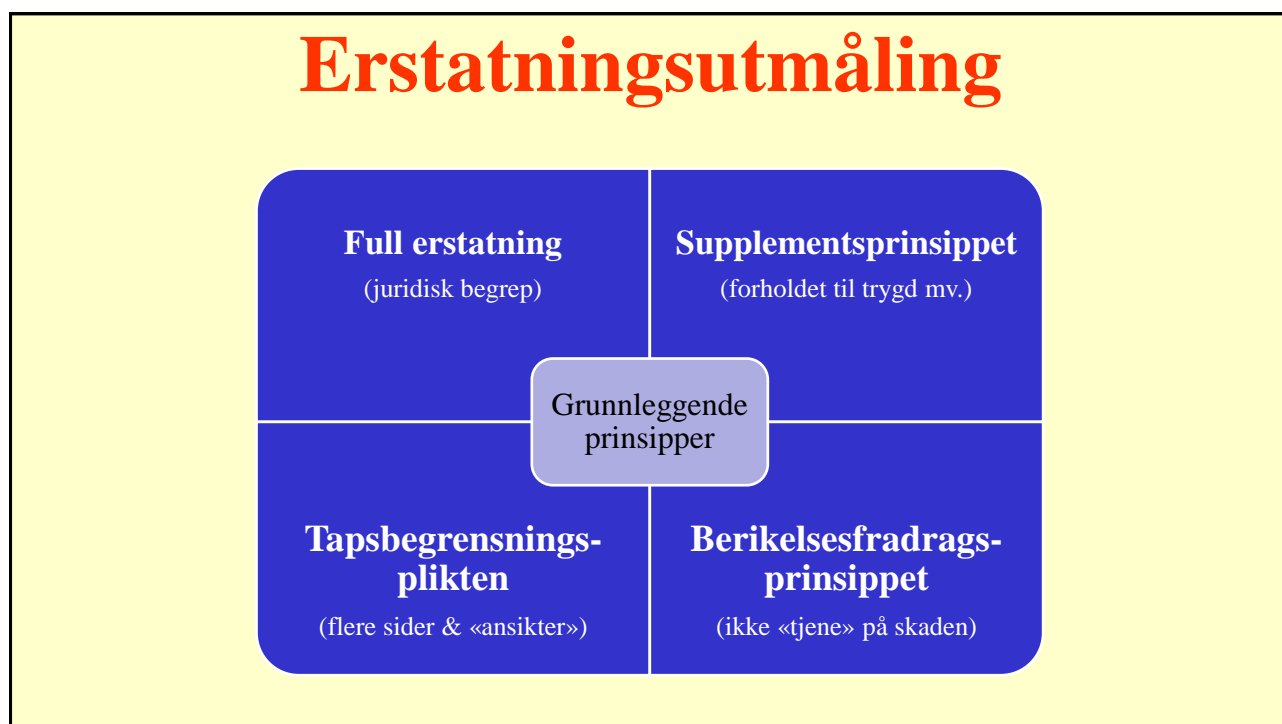 Erstatningsutmåling
Full erstatning
(juridisk begrep)
Supplementsprinsippet
(forholdet til trygd mv.)
Grunnleggende
prinsipper
Tapsbegrensnings-
plikten
(flere sider & «ansikter»)
Berikelsesfradrags-
prinsippet
(ikke «tjene» på skaden)